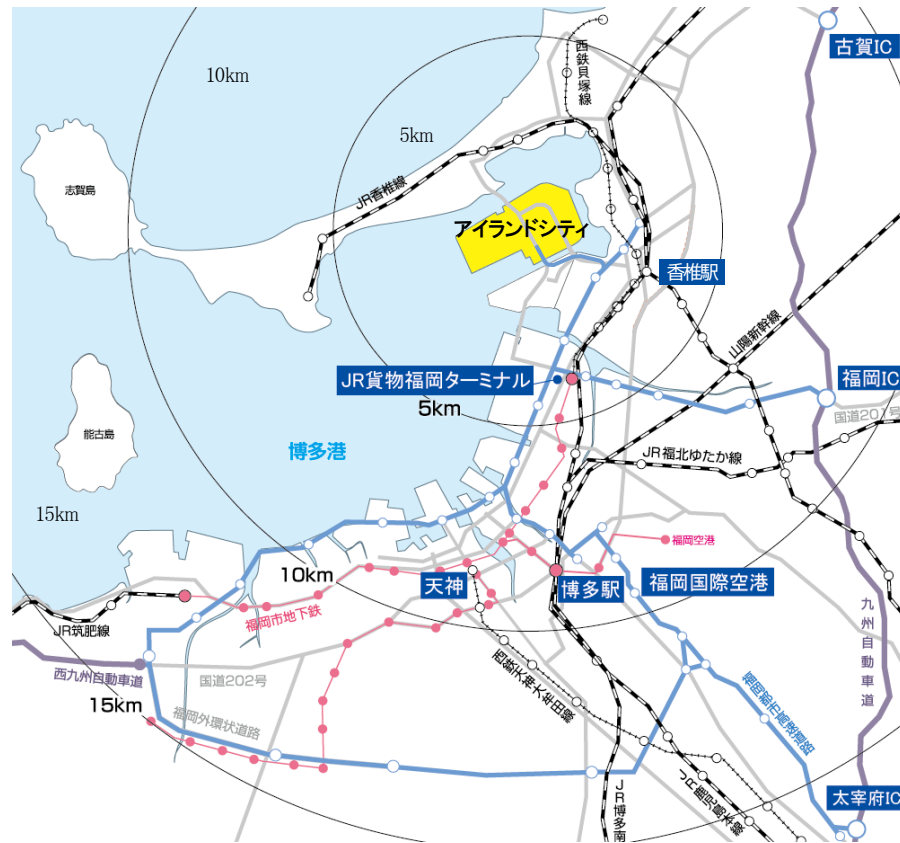 古賀IC
10km
西鉄貝塚線
5km
志賀島
JR香椎線
アイランドシティ
香椎駅
山陽新幹線
JR貨物福岡ターミナル
福岡IC
5km
国道201号
能古島
博多港
JR福北ゆたか線
15km
福岡空港
10km
天神
博多駅
福岡国際空港
福岡市地下鉄
JR筑肥線
九州自動車道
西九州自動車道
国道202号
西鉄天神大牟田線
15km
福岡外環状道路
福岡都市高速道路
JR博多南
JR鹿児島本線
太宰府IC